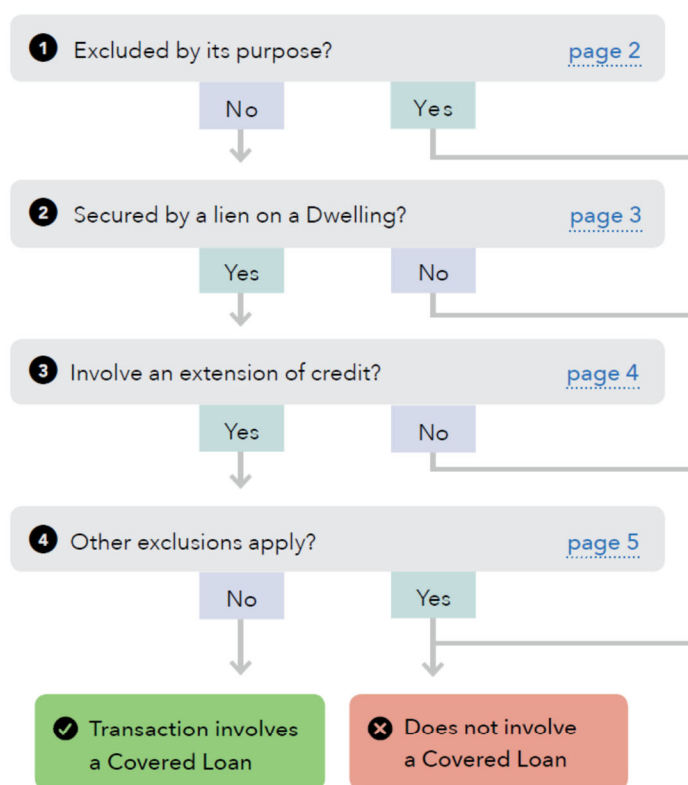 1 Excluded by its purpose? page 2
No Yes
2 Secured by a lien on a Dwelling? page 3
Yes No
3 Involve an extension of credit? page 4
Yes No
4 Other exclusions apply? page 5
No Yes
Transaction involves
a Covered Loan
Does not involve
a Covered Loan